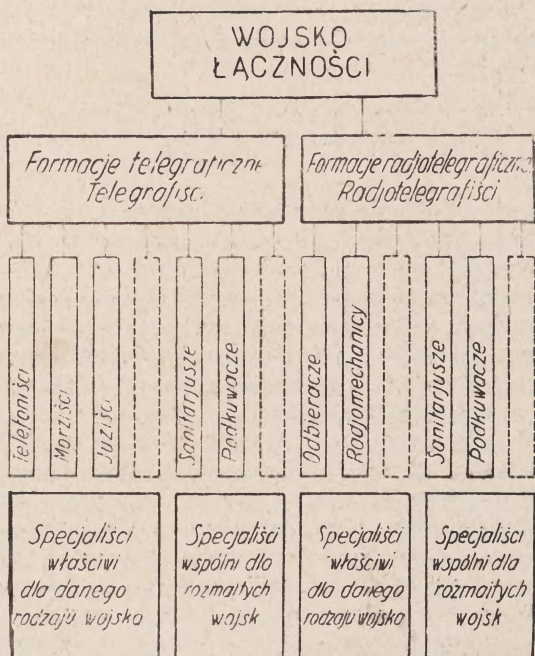 WOJSKO
ŁĄCZNOŚCI
Formacje telegraficzne
Telegrafiści
Formacje radjotelegraficzne
Radjotelegrafiści
Telefoniści
Morziści
Juziści
Sanitarjusze
Podkuwacze
Odbieracze
Radjomechanicy
Sanitarjusze
Podkuwacze
Specjaliści
właściwi
dla danego
rodzaju wojska
Specjaliści
wspólni dla
rozmaitych
wojsk
Specjaliści
właściwi
dla danego
rodzaju wojska
Specjaliści
wspólni dla
rozmaitych
wojsk